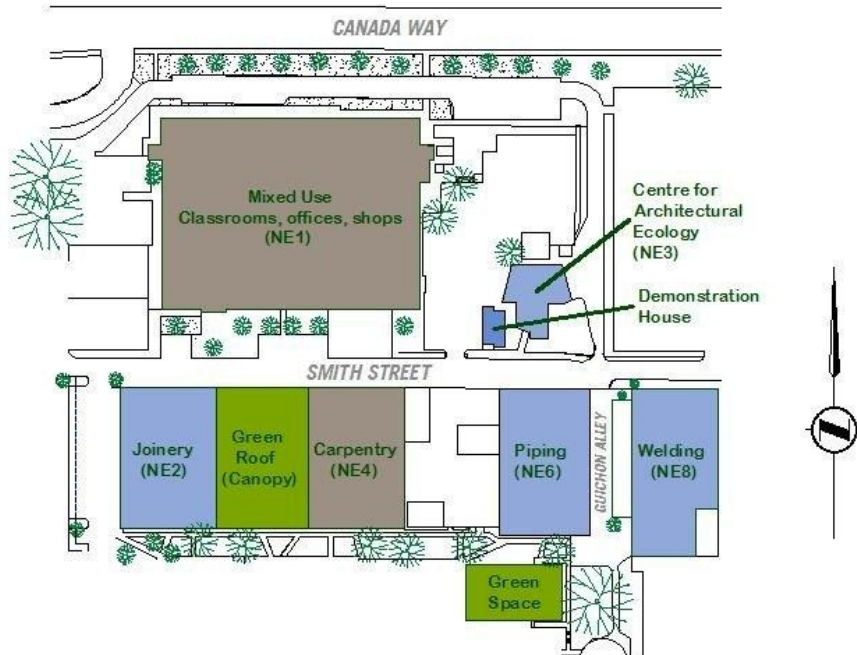 CANADA WAY
Mixed Use
Classrooms, offices, shops
(NE1)
Centre for
Architectural
Ecology
(NE3)
Demonstration
House
SMITH STREET
Joinery
(NE2)
Green
Roof
(Canopy)
Carpentry
(NE4)
Piping
(NE6)
GUICHON ALLEY
Welding
(NE8)
Green
Space